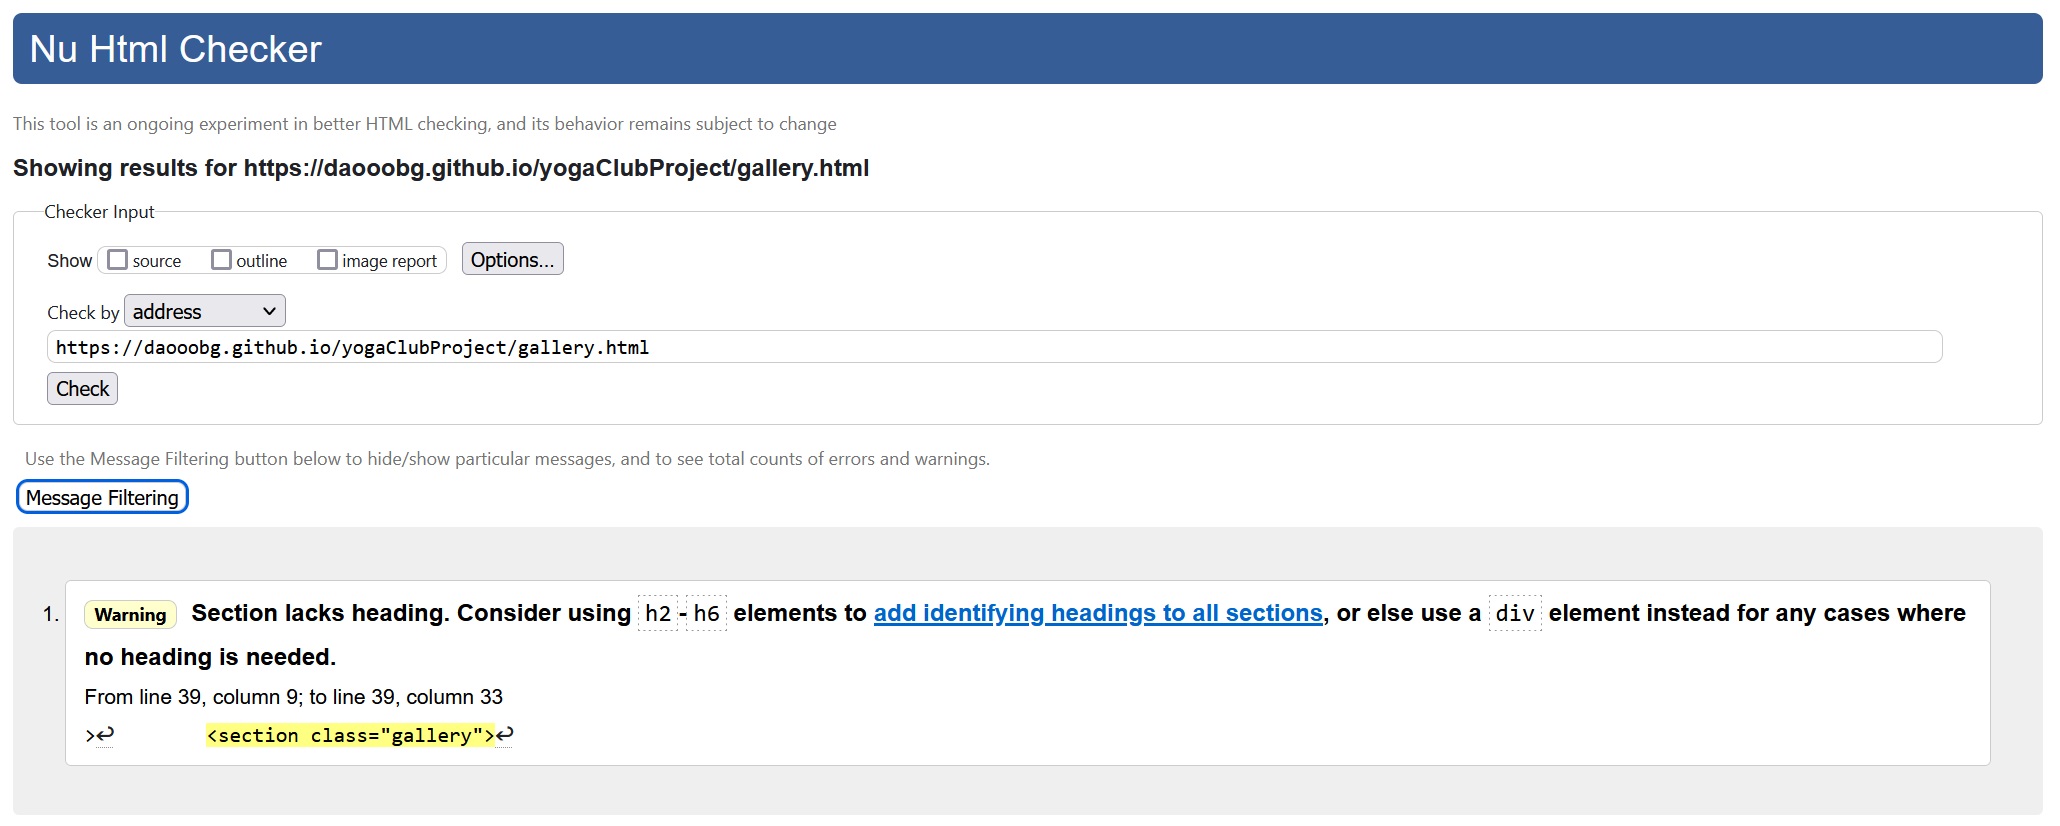 Nu Html Checker
This tool is an ongoing experiment in better HTML checking, and its behavior remains subject to change
Showing results for https://daooobg.github.io/yogaClubProject/gallery.html
Checker Input
Show source outline image report Options...
Check by address
https://daooobg.github.io/yogaClubProject/gallery.html
Check
Use the Message Filtering button below to hide/show particular messages, and to see total counts of errors and warnings.
Message Filtering
1. Warning Section lacks heading. Consider using h2-h6 elements to add identifying headings to all sections, or else use a div element instead for any cases where
no heading is needed.
From line 39, column 9; to line 39, column 33
>↩ <section class="gallery">↩